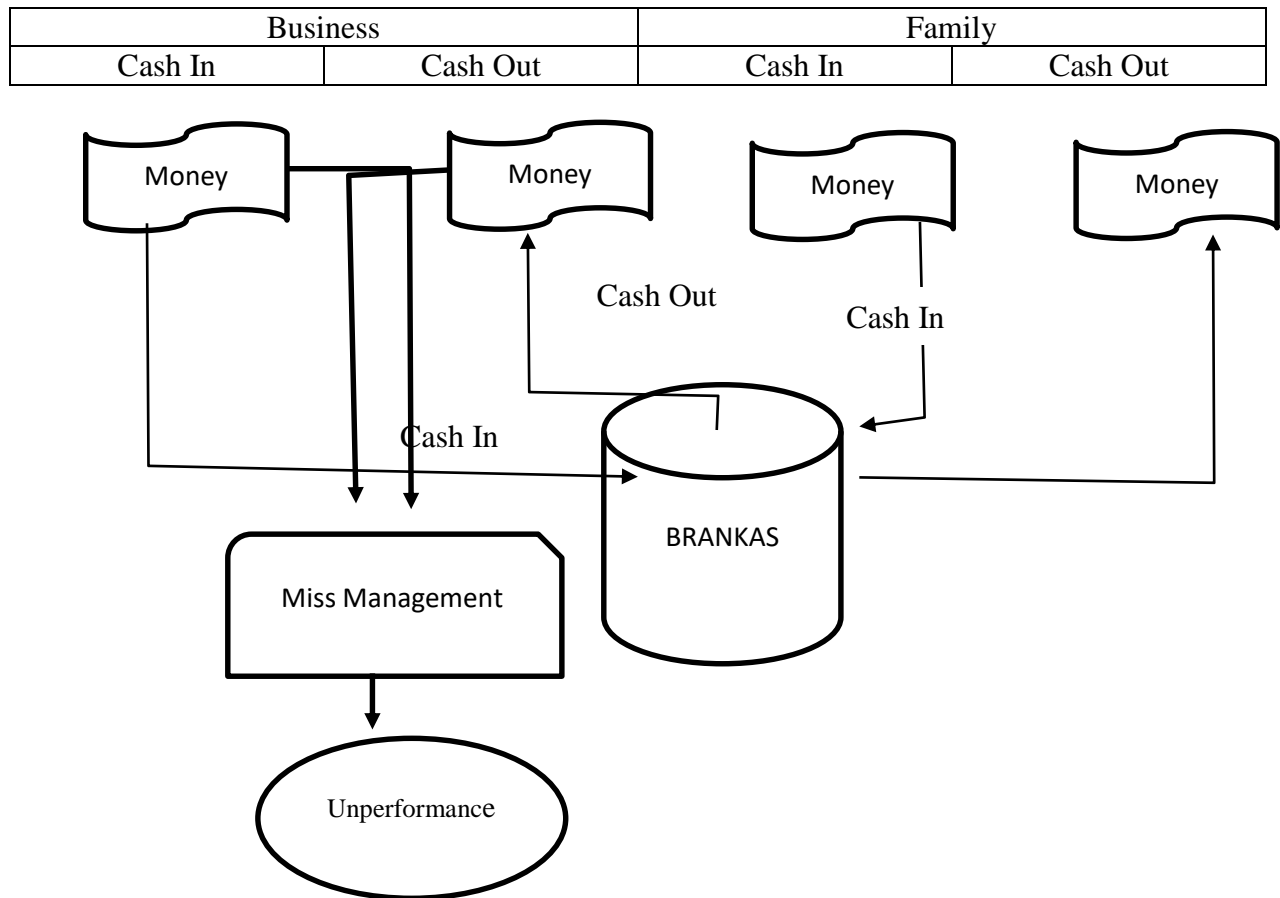 Business Family
Cash In Cash Out Cash In Cash Out
Money Money Money Money
Cash Out
Cash In
Cash In
BRANKAS
Miss Management
Unperformance